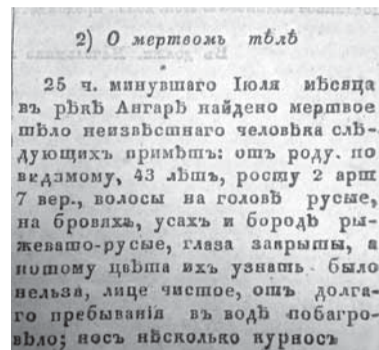 2) О мертвомъ тѣлѣ
25 ч. минувшаго Іюля мѣсяца
въ рѣкѣ Ангарѣ найдено мертвое
тѣло неизвѣстнаго человѣка слѣ-
дующихъ примѣтъ: отъ роду. по
видимому, 43 лѣтъ, росту 2 арш
7 вер., волосы на головѣ русые,
на бровяхъ, усахъ и бородѣ ры-
жевато-русые, глаза закрыты, а
потому цвѣта ихъ узнать было
нельзя, лице чистое, отъ долга-
го пребыванія въ водѣ побагро-
вѣло; носъ нѣсколько курносъ